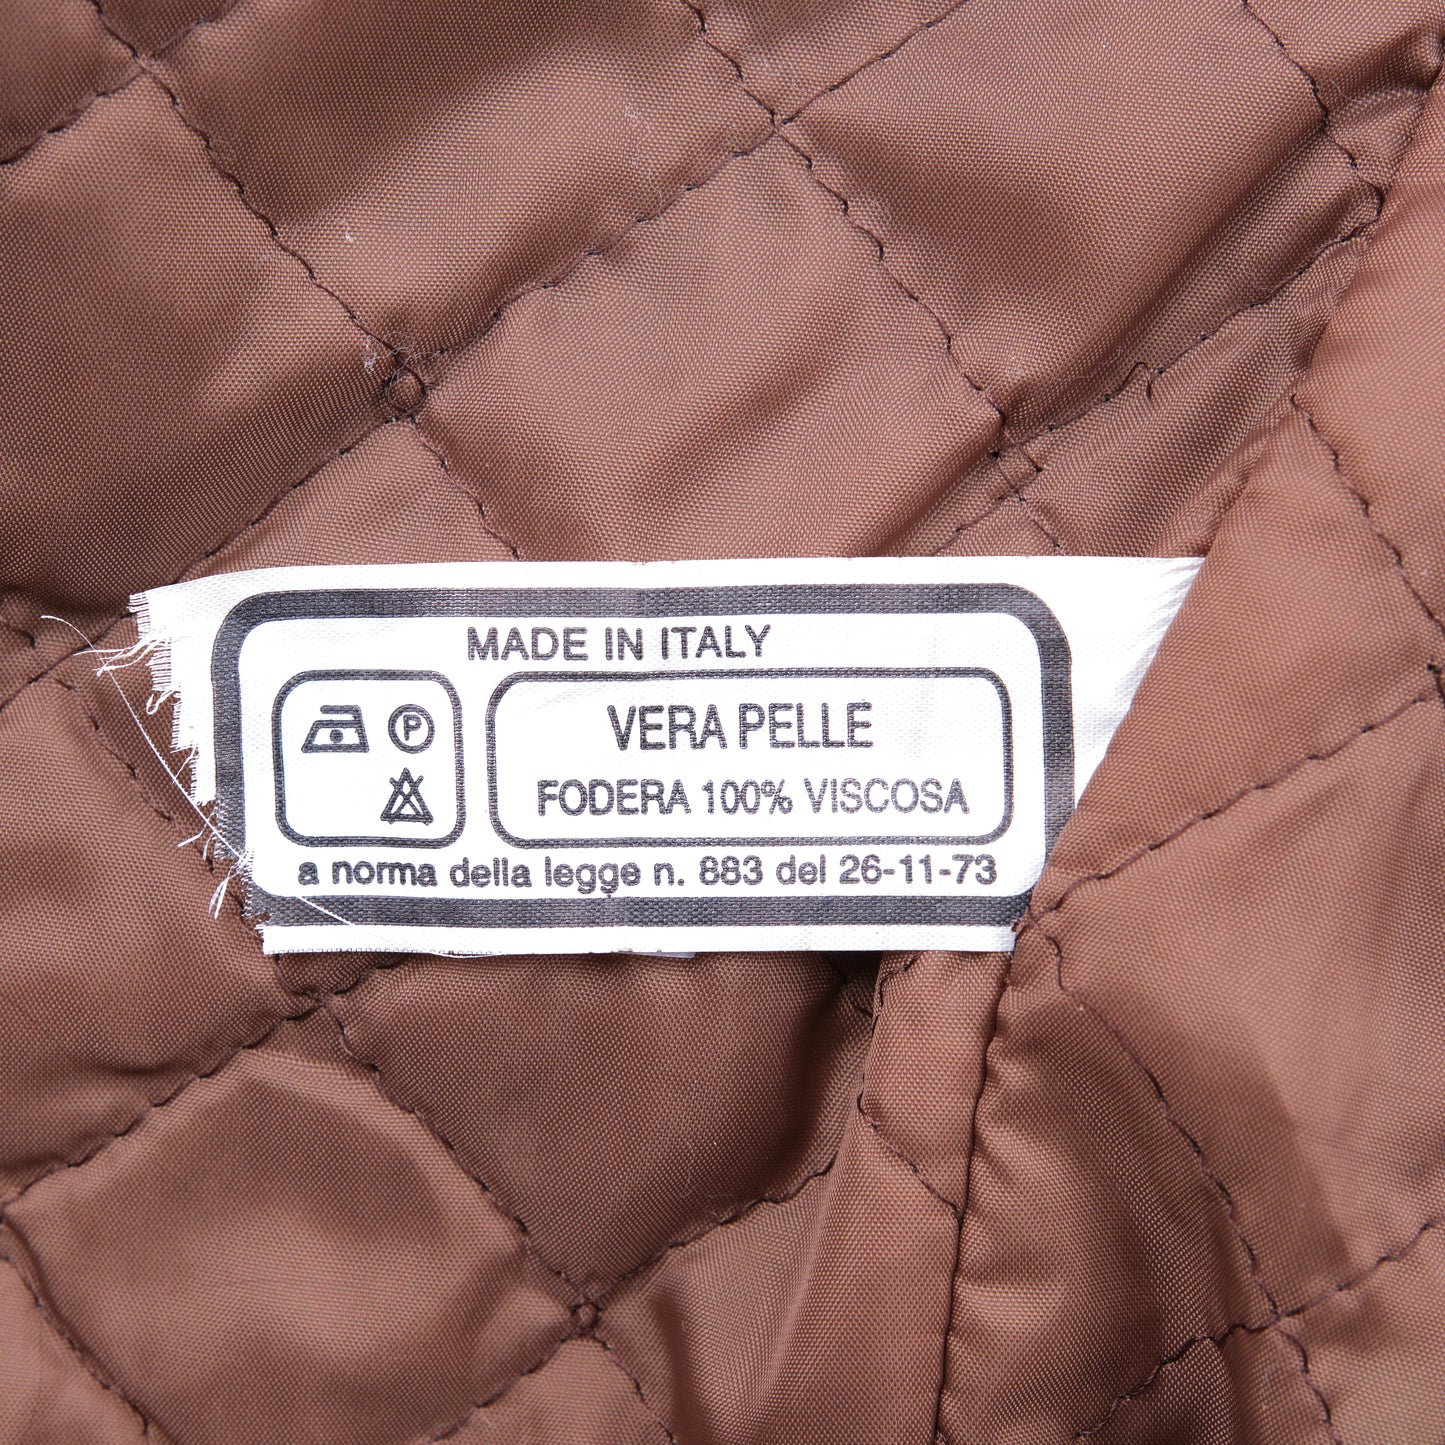 MADE IN ITALY
P
VERA PELLE
FODERA 100% VISCOSA
a norma della legge n. 883 del 26-11-73